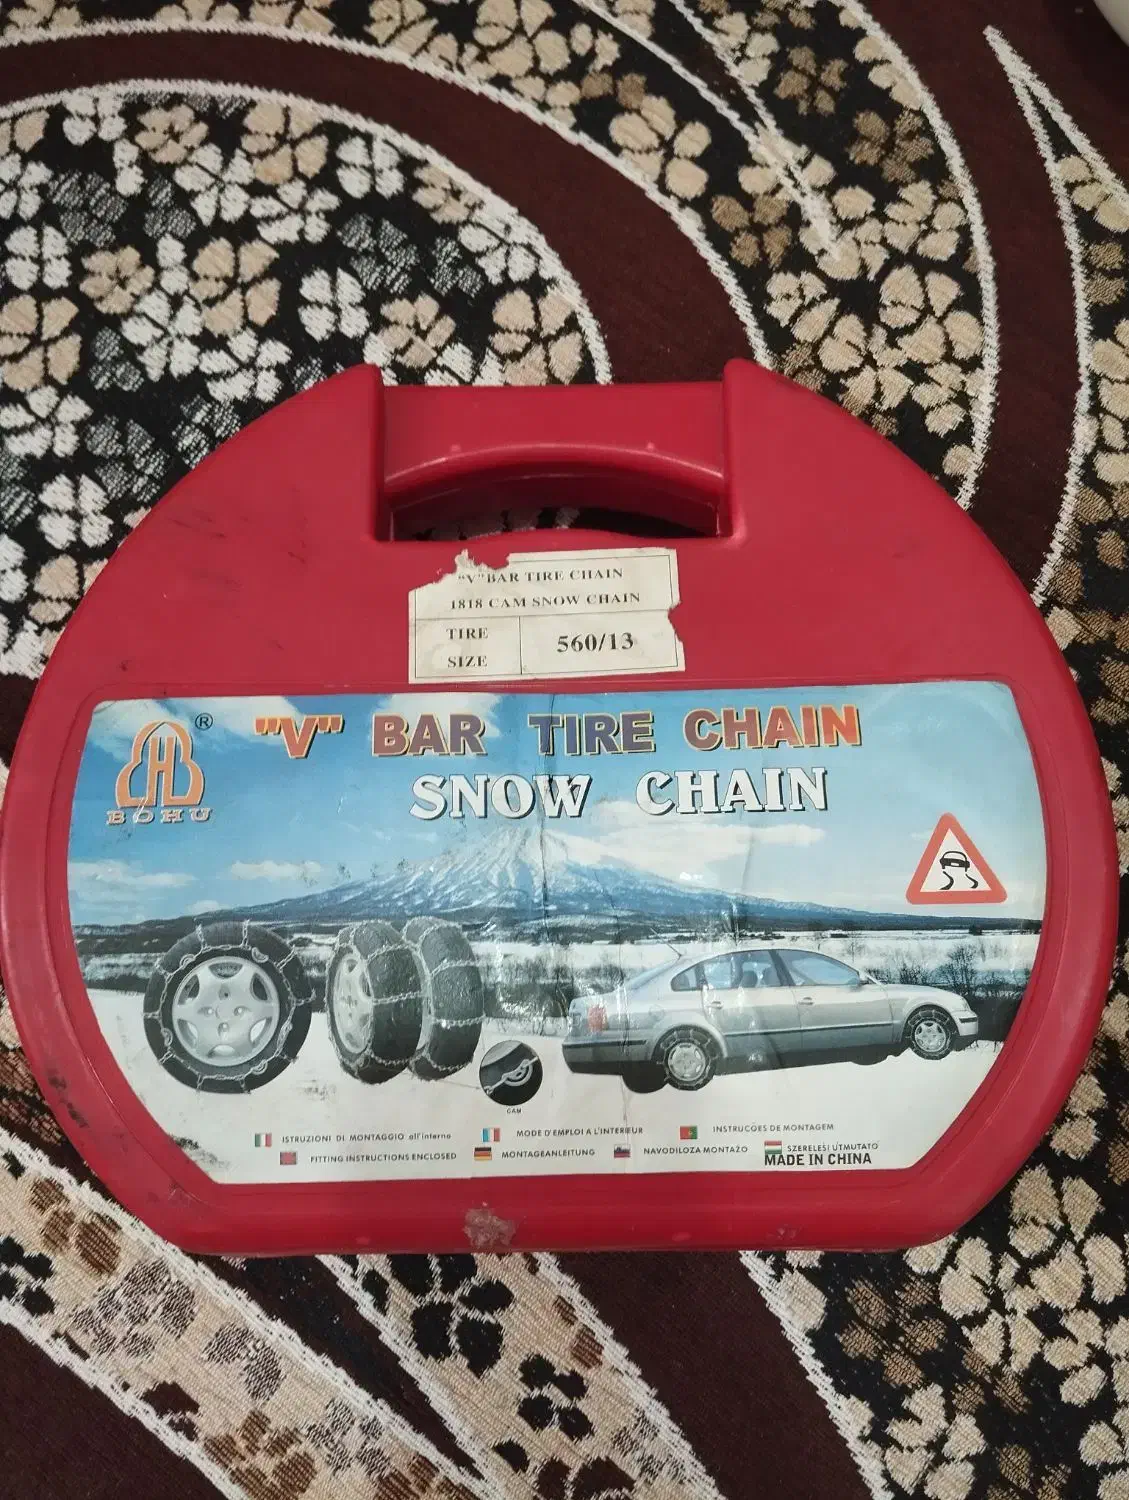 "V" BAR TIRE CHAIN
1818 CAM SNOW CHAIN
TIRE SIZE 560/13
"V" BAR TIRE CHAIN
SNOW CHAIN
®
BOHU
CAM
ISTRUZIONI DI MONTAGGIO all'interno
MODE D'EMPLOI A L'INTERIEUR
INSTRUCOES DE MONTAGEM
FITTING INSTRUCTIONS ENCLOSED
MONTAGEANLEITUNG
NAVODILOZA MONTAZO
SZERELESI UTMUTATO
MADE IN CHINA